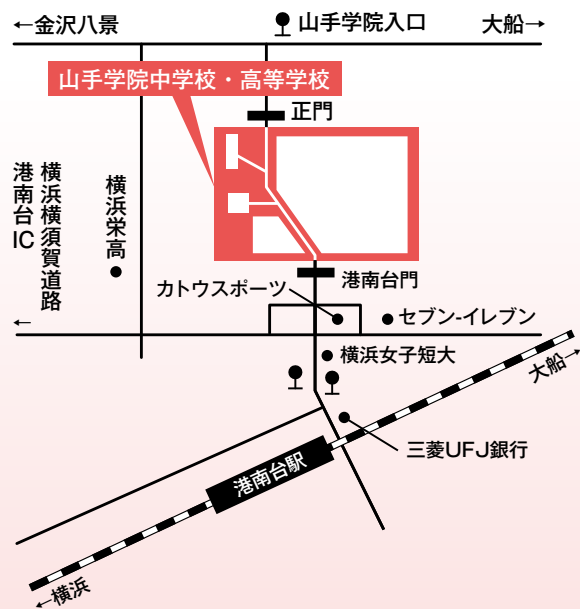 ←金沢八景
山手学院入口
大船→
山手学院中学校・高等学校
正門
横浜横須賀道路
港南台IC
←
横浜栄高
港南台門
カトウスポーツ
セブン-イレブン
横浜女子短大
大船→
三菱UFJ銀行
港南台駅
←横浜